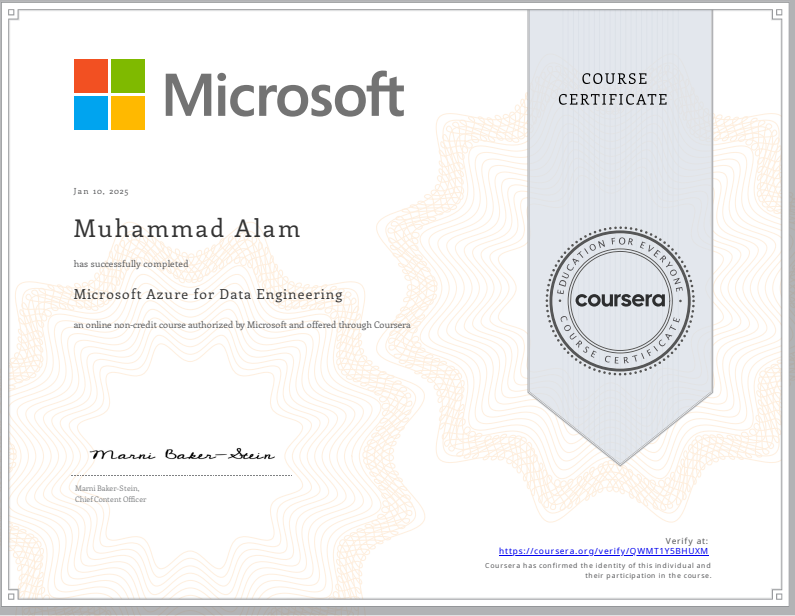 Microsoft
COURSE
CERTIFICATE
Jan 10, 2025
Muhammad Alam
has successfully completed
Microsoft Azure for Data Engineering
an online non-credit course authorized by Microsoft and offered through Coursera
EDUCATION FOR EVERYONE
coursera
COURSE CERTIFICATE
Marni Baker-Stein
Marni Baker-Stein,
Chief Content Officer
Verify at:
https://coursera.org/verify/QWMT1Y5BHUXM
Coursera has confirmed the identity of this individual and
their participation in the course.